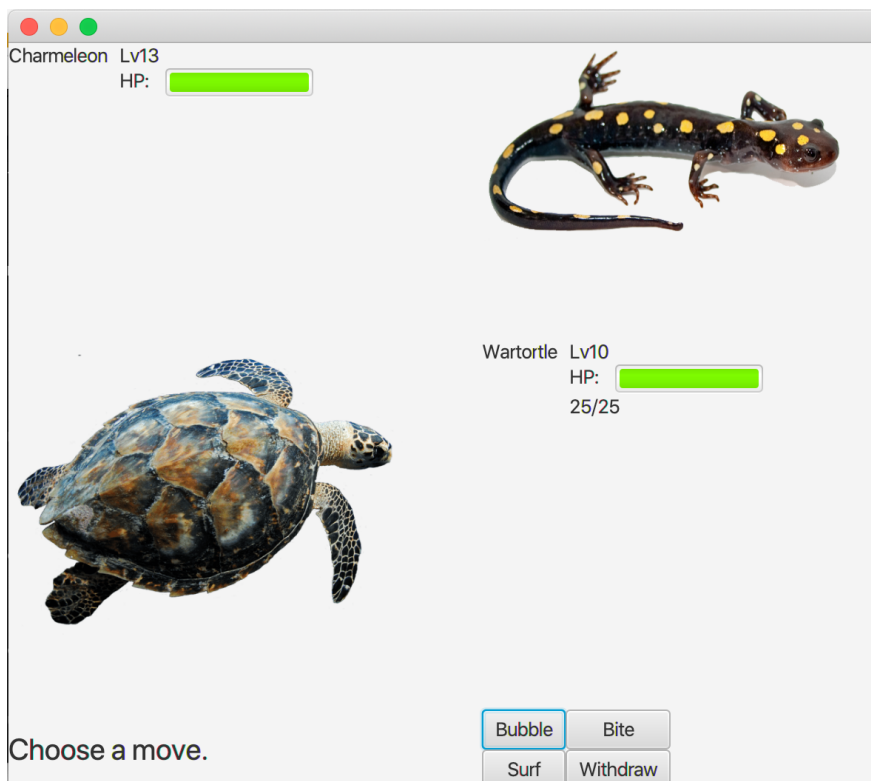 Charmeleon Lv13
HP:
Wartortle Lv10
HP:
25/25
Choose a move.
Bubble Bite
Surf Withdraw